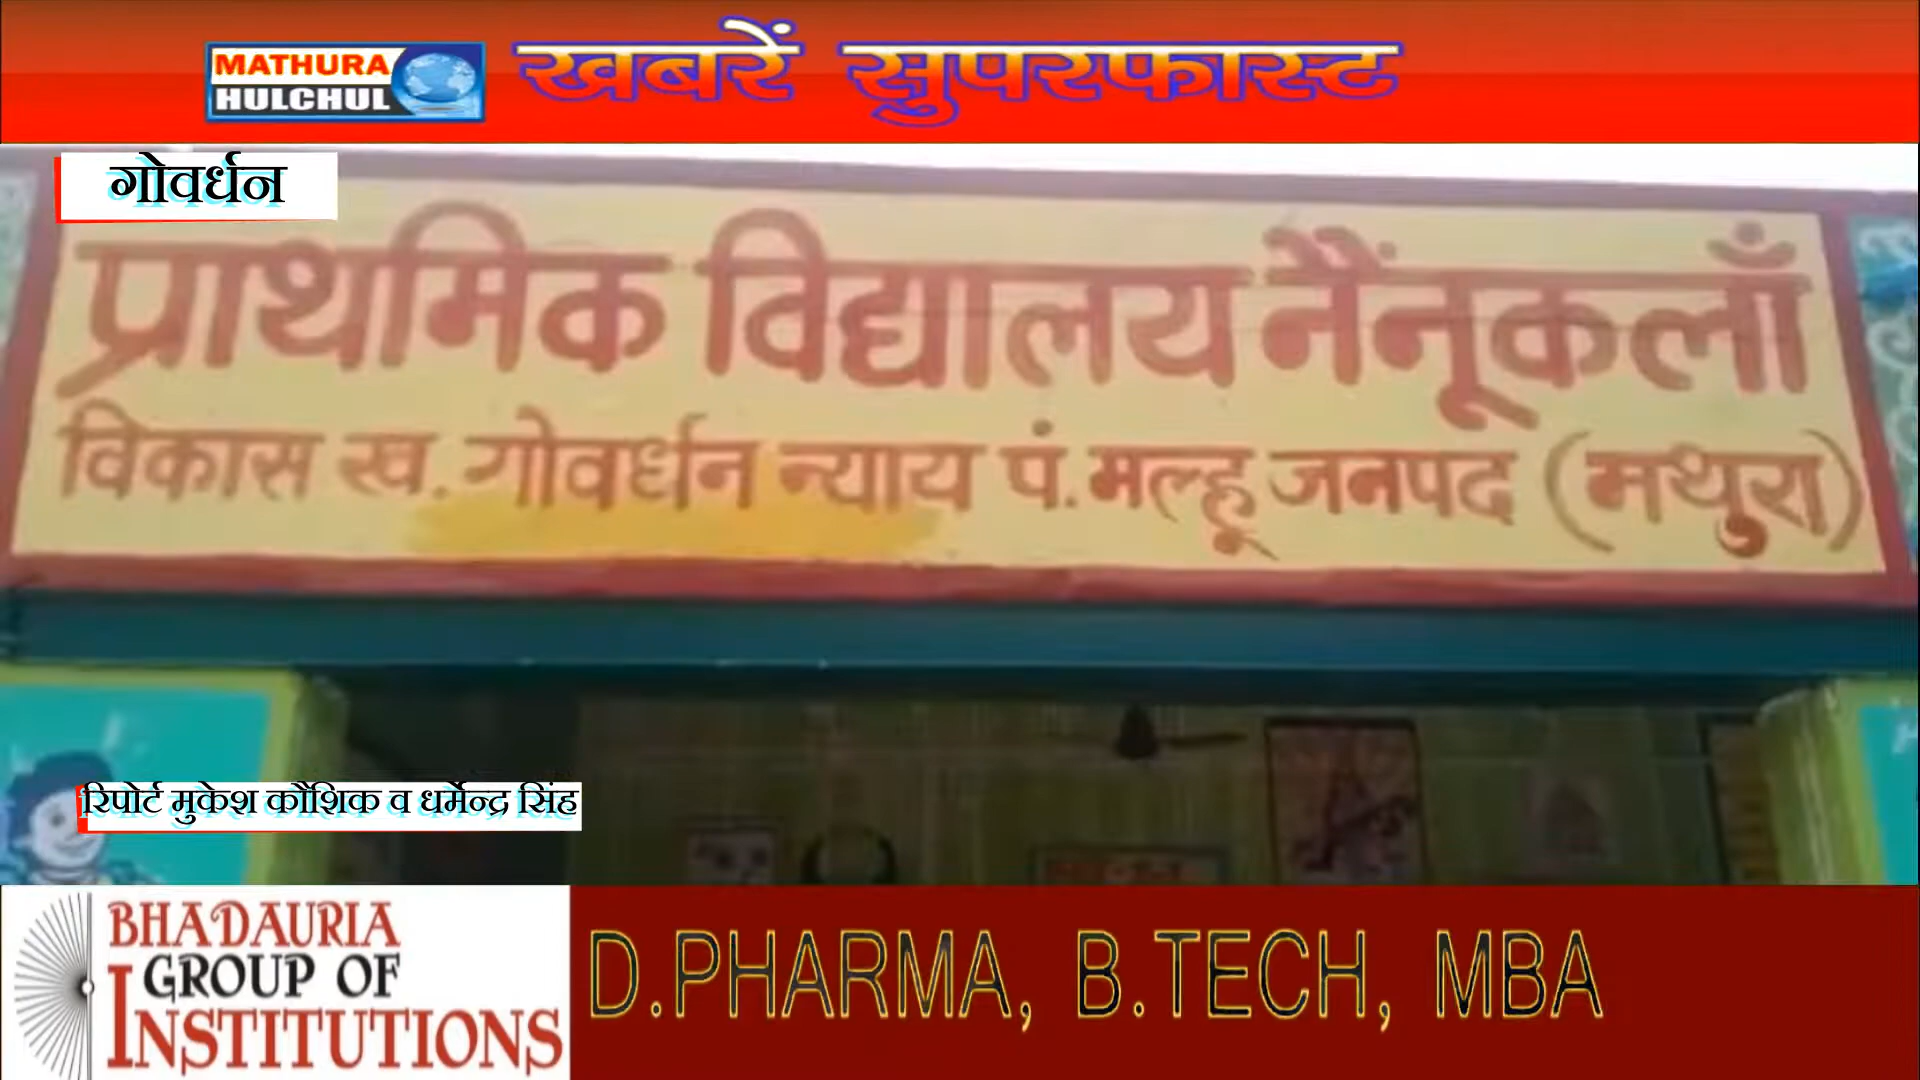 MATHURA
HULCHUL
खबरें सुपरफास्ट
गोवर्धन
प्राथमिक विद्यालय नैंनूकलाँ
विकास ख. गोवर्धन न्याय पं. मल्हू जनपद (मथुरा)
रिपोर्ट मुकेश कौशिक व धर्मेन्द्र सिंह
BHADAURIA
GROUP OF
INSTITUTIONS
D.PHARMA, B.TECH, MBA